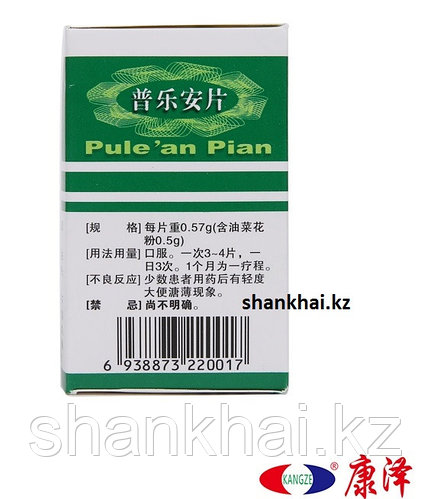 普乐安片
Pule'an Pian
[规　　格] 每片重0.57g(含油菜花
粉0.5g)
[用法用量] 口服。一次3~4片，一
日3次。1个月为一疗程。
[不良反应] 少数患者用药后有轻度
大便溏薄现象。
[禁　　忌] 尚不明确。
shankhai.kz
6 938873 220017
shankhai.kz
KANGZE ® 康泽